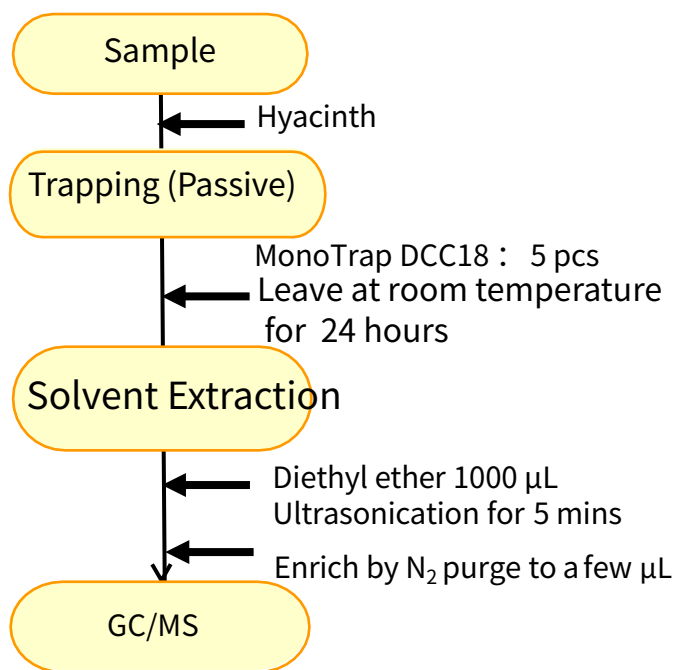 Sample
Hyacinth
Trapping (Passive)
MonoTrap DCC18： 5 pcs
Leave at room temperature
for 24 hours
Solvent Extraction
Diethyl ether 1000 µL
Ultrasonication for 5 mins
Enrich by N₂ purge to a few µL
GC/MS